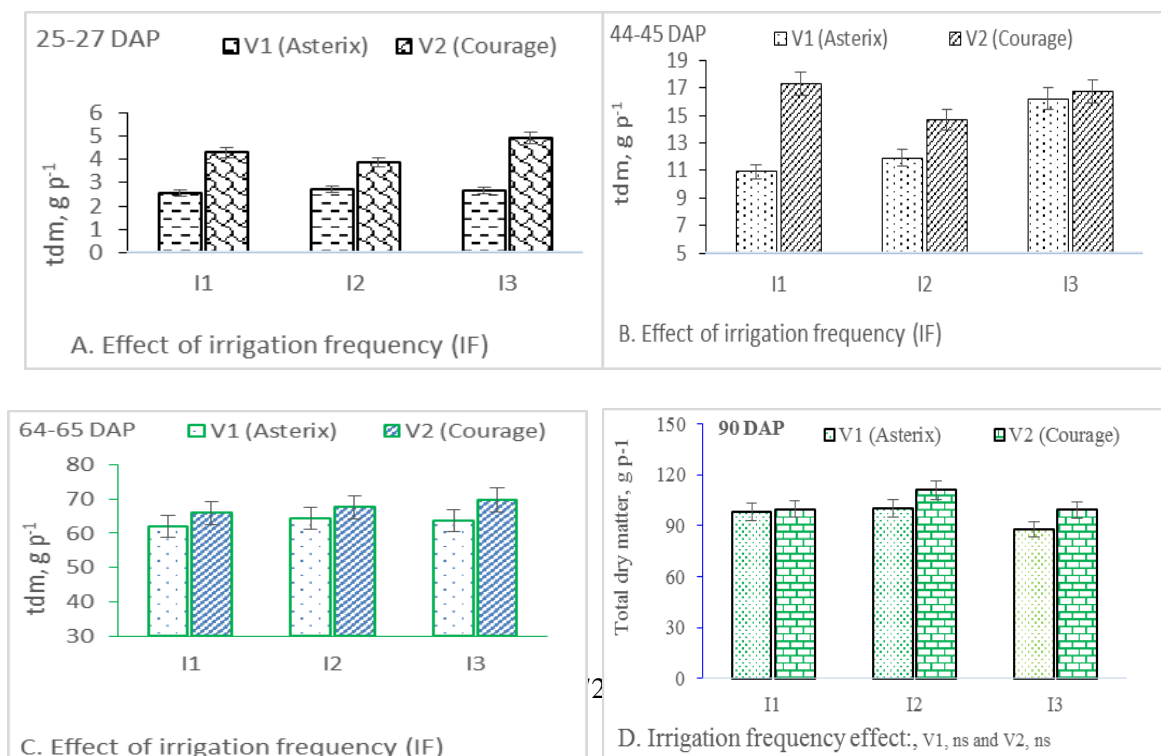 25-27 DAP V1 (Asterix) V2 (Courage)
tdm, g p-1
6
5
4
3
2
1
0
I1 I2 I3
A. Effect of irrigation frequency (IF)
44-45 DAP V1 (Asterix) V2 (Courage)
tdm, g p-1
19
17
15
13
11
9
7
5
I1 I2 I3
B. Effect of irrigation frequency (IF)
64-65 DAP V1 (Asterix) V2 (Courage)
tdm, g p-1
80
70
60
50
40
30
I1 I2 I3
C. Effect of irrigation frequency (IF)
/2
90 DAP V1 (Asterix) V2 (Courage)
Total dry matter, g p-1
150
120
90
60
30
0
I1 I2 I3
D. Irrigation frequency effect:, V1, ns and V2, ns